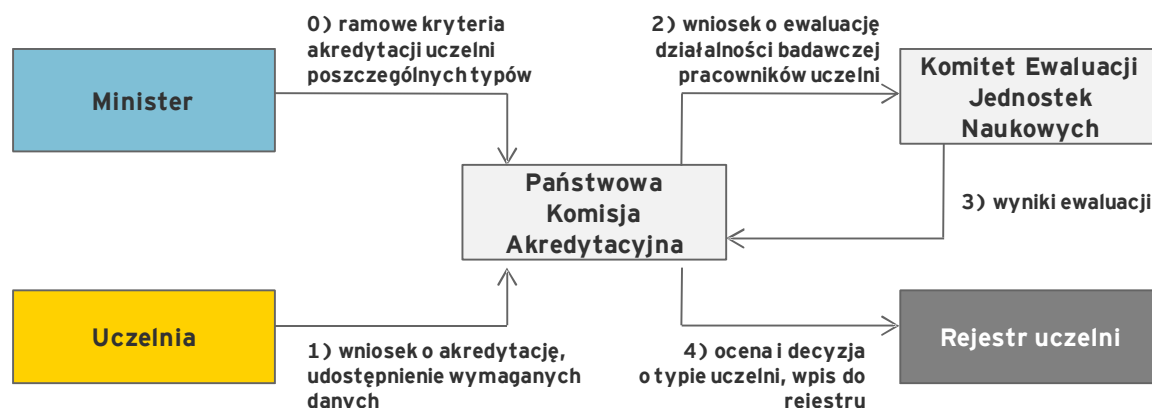 0) ramowe kryteria
akredytacji uczelni
poszczególnych typów
2) wniosek o ewaluację
działalności badawczej
pracowników uczelni
Minister
Komitet Ewaluacji
Jednostek
Naukowych
Państwowa
Komisja
Akredytacyjna
3) wyniki ewaluacji
Uczelnia
Rejestr uczelni
1) wniosek o akredytację,
udostępnienie wymaganych
danych
4) ocena i decyzja
o typie uczelni, wpis do
rejestru